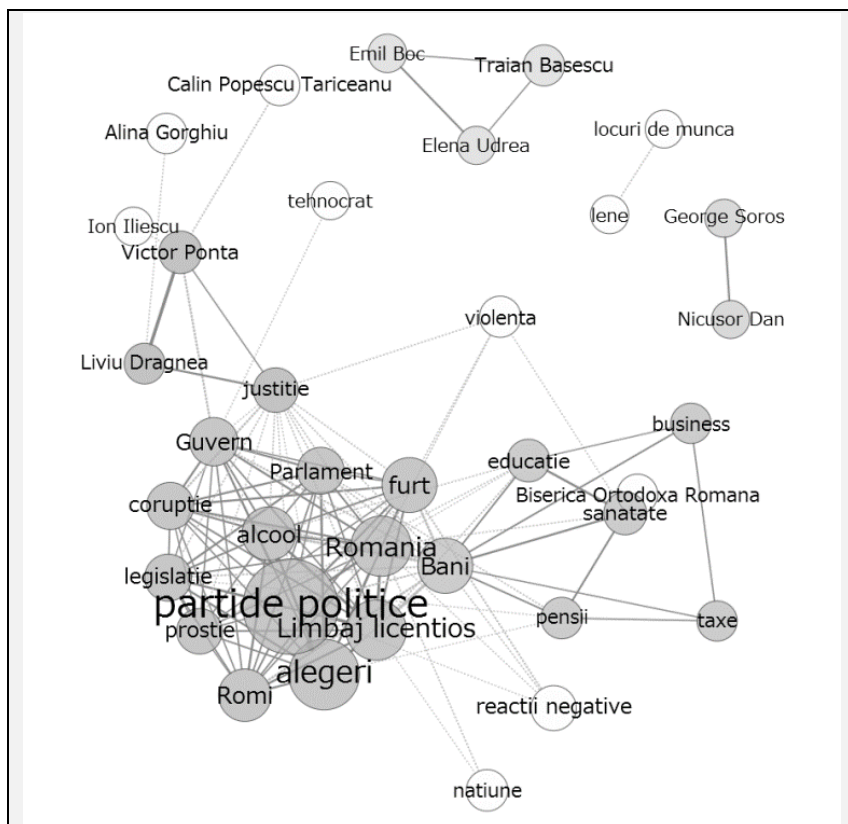 Emil Boc
Traian Basescu
Calin Popescu Tariceanu
Alina Gorghiu
Elena Udrea
locuri de munca
tehnocrat
lene
George Soros
Ion Iliescu
Victor Ponta
violenta
Nicusor Dan
Liviu Dragnea
justitie
business
Guvern
Parlament
educatie
furt
Biserica Ortodoxa Romana
coruptie
sanatate
alcool
Romania
Bani
legislatie
partide politice
pensii
taxe
prostie
Limbaj licentios
alegeri
Romi
reactii negative
natiune